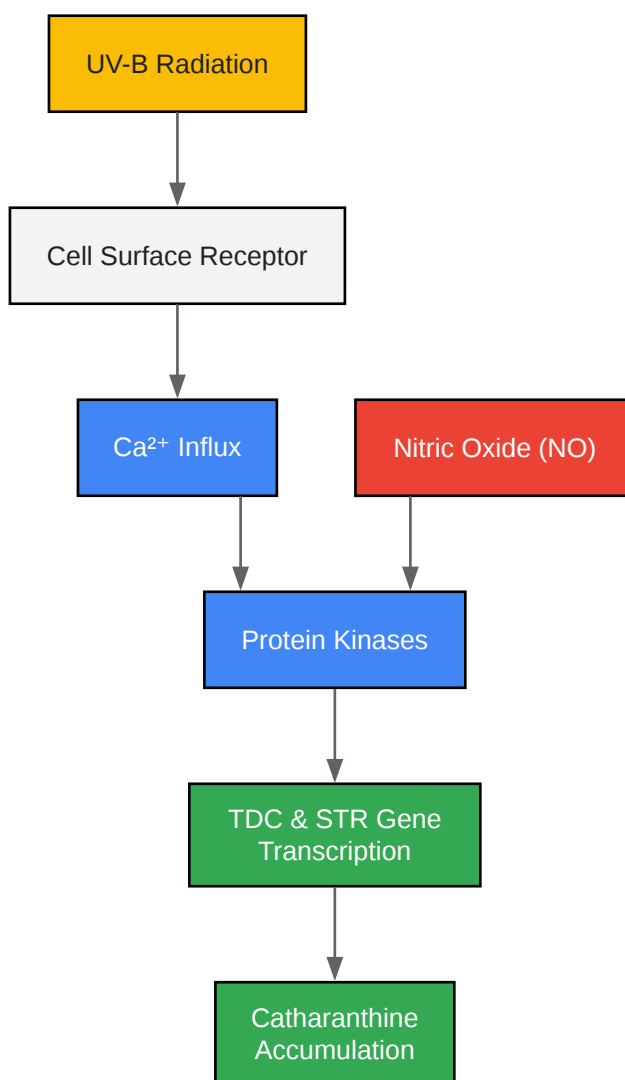 UV-B Radiation
Cell Surface Receptor
Ca²⁺ Influx
Nitric Oxide (NO)
Protein Kinases
TDC & STR Gene
Transcription
Catharanthine
Accumulation